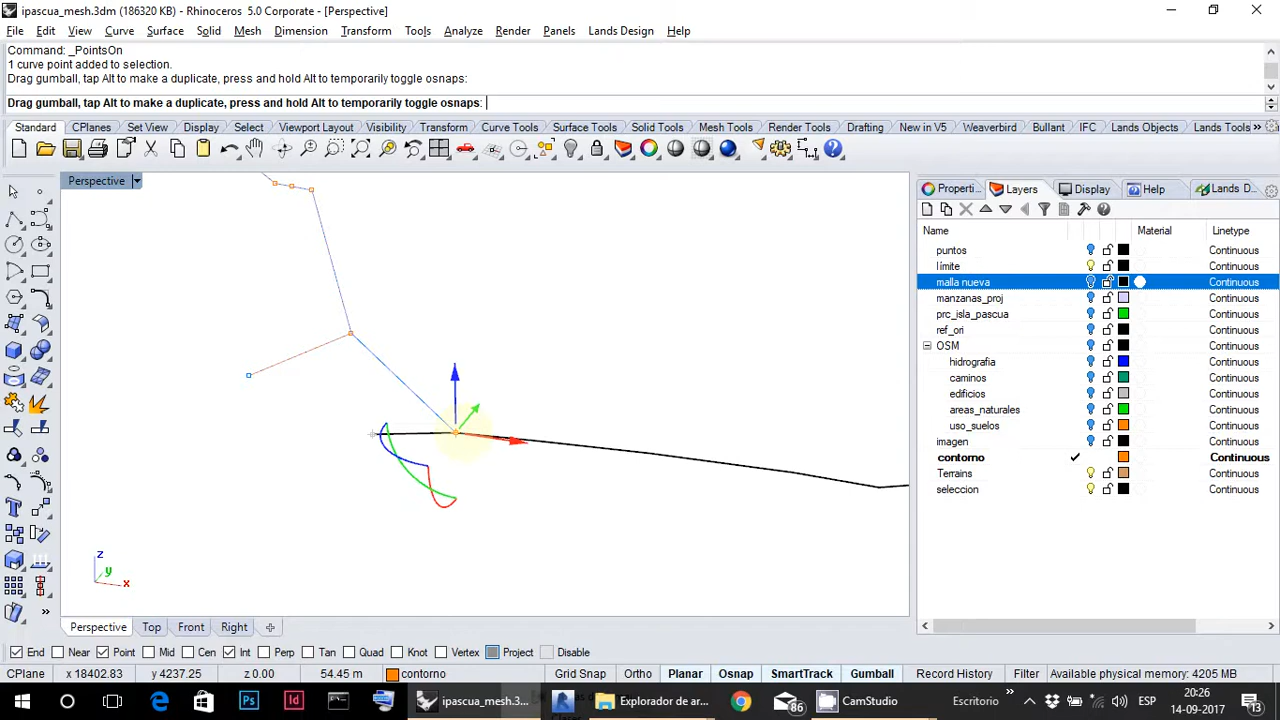 ipascua_mesh.3dm (186320 KB) - Rhinoceros 5.0 Corporate - [Perspective]
File Edit View Curve Surface Solid Mesh Dimension Transform Tools Analyze Render Panels Lands Design Help
Command: _PointsOn
1 curve point added to selection.
Drag gumball, tap Alt to make a duplicate, press and hold Alt to temporarily toggle osnaps:
Drag gumball, tap Alt to make a duplicate, press and hold Alt to temporarily toggle osnaps:
Standard CPlanes Set View Display Select Viewport Layout Visibility Transform Curve Tools Surface Tools Solid Tools Mesh Tools Render Tools Drafting New in V5 Weaverbird Bullant IFC Lands Objects Lands Tools »
Perspective
Properti... Layers Display Help Lands D...
Name Material Linetype
puntos Continuous
límite Continuous
malla nueva Continuous
manzanas_proj Continuous
prc_isla_pascua Continuous
ref_ori Continuous
OSM Continuous
hidrografia Continuous
caminos Continuous
edificios Continuous
areas_naturales Continuous
uso_suelos Continuous
imagen Continuous
contorno Continuous
Terrains Continuous
seleccion Continuous
z
y
x
Perspective Top Front Right
End Near Point Mid Cen Int Perp Tan Quad Knot Vertex Project Disable
CPlane x 18402.83 y 4237.25 z 0.00 54.45 m contorno Grid Snap Ortho Planar Osnap SmartTrack Gumball Record History Filter Available physical memory: 4205 MB
ipascua_mesh.3... Explorador de ar... 86 CamStudio Escritorio » ESP 20:26
14-09-2017 13